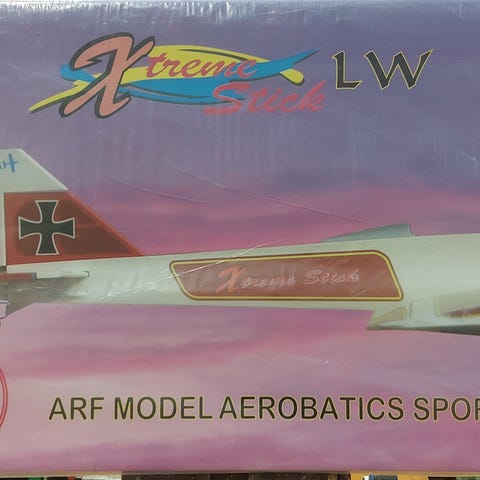 Xtreme
Stick LW
Xtreme Stick
ARF MODEL AEROBATICS SPOR